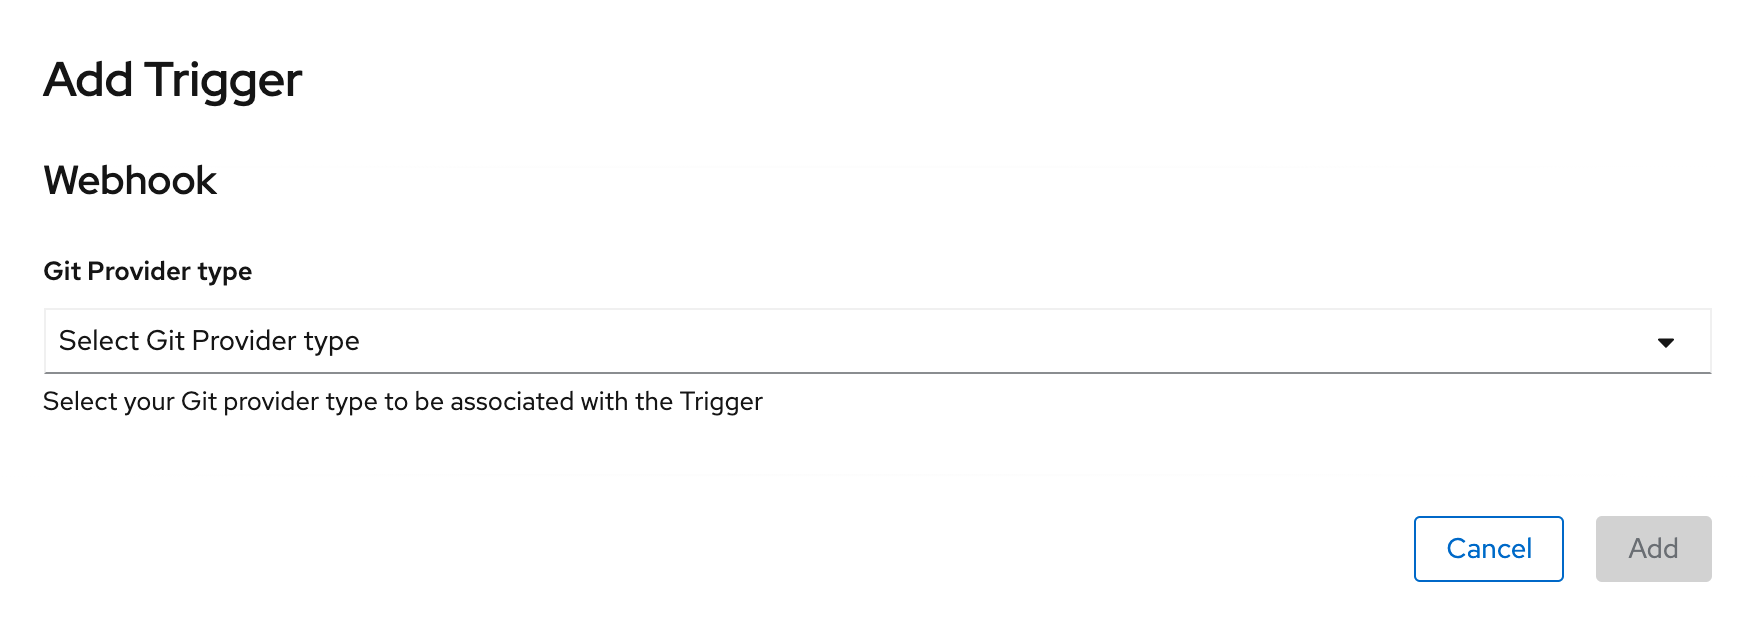 Add Trigger
Webhook
Git Provider type
Select Git Provider type
Select your Git provider type to be associated with the Trigger
Cancel
Add